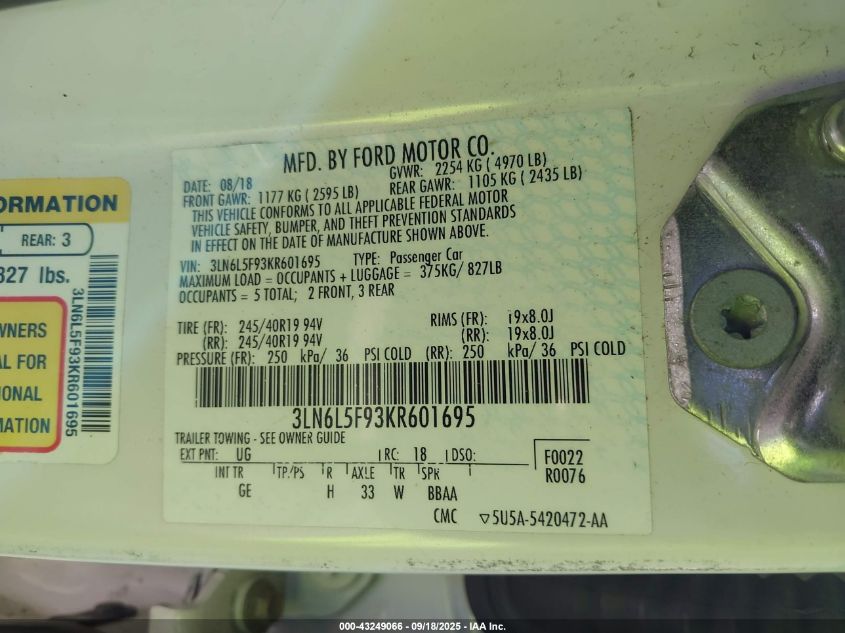 MFD. BY FORD MOTOR CO.
DATE: 08/18 GVWR: 2254 KG ( 4970 LB)
FRONT GAWR: 1177 KG ( 2595 LB) REAR GAWR: 1105 KG ( 2435 LB)
THIS VEHICLE CONFORMS TO ALL APPLICABLE FEDERAL MOTOR
VEHICLE SAFETY, BUMPER, AND THEFT PREVENTION STANDARDS
IN EFFECT ON THE DATE OF MANUFACTURE SHOWN ABOVE.
VIN: 3LN6L5F93KR601695 TYPE: Passenger Car
MAXIMUM LOAD = OCCUPANTS + LUGGAGE = 375KG/ 827LB
OCCUPANTS = 5 TOTAL; 2 FRONT, 3 REAR
TIRE (FR): 245/40R19 94V RIMS (FR): 19x8.0J
(RR): 245/40R19 94V (RR): 19x8.0J
PRESSURE (FR): 250 kPa/ 36 PSI COLD (RR): 250 kPa/ 36 PSI COLD
3LN6L5F93KR601695
TRAILER TOWING - SEE OWNER GUIDE
EXT PNT: UG RC: 18 DSO: F0022
INT TR TP/PS R AXLE TR SPR R0076
GE H 33 W BBAA
CMC ▽5U5A-5420472-AA
ORMATION
REAR: 3
827 lbs.
WNERS
AL FOR
IONAL
MATION
3LN6L5F93KR601695
000-43249066 - 09/18/2025 - IAA Inc.